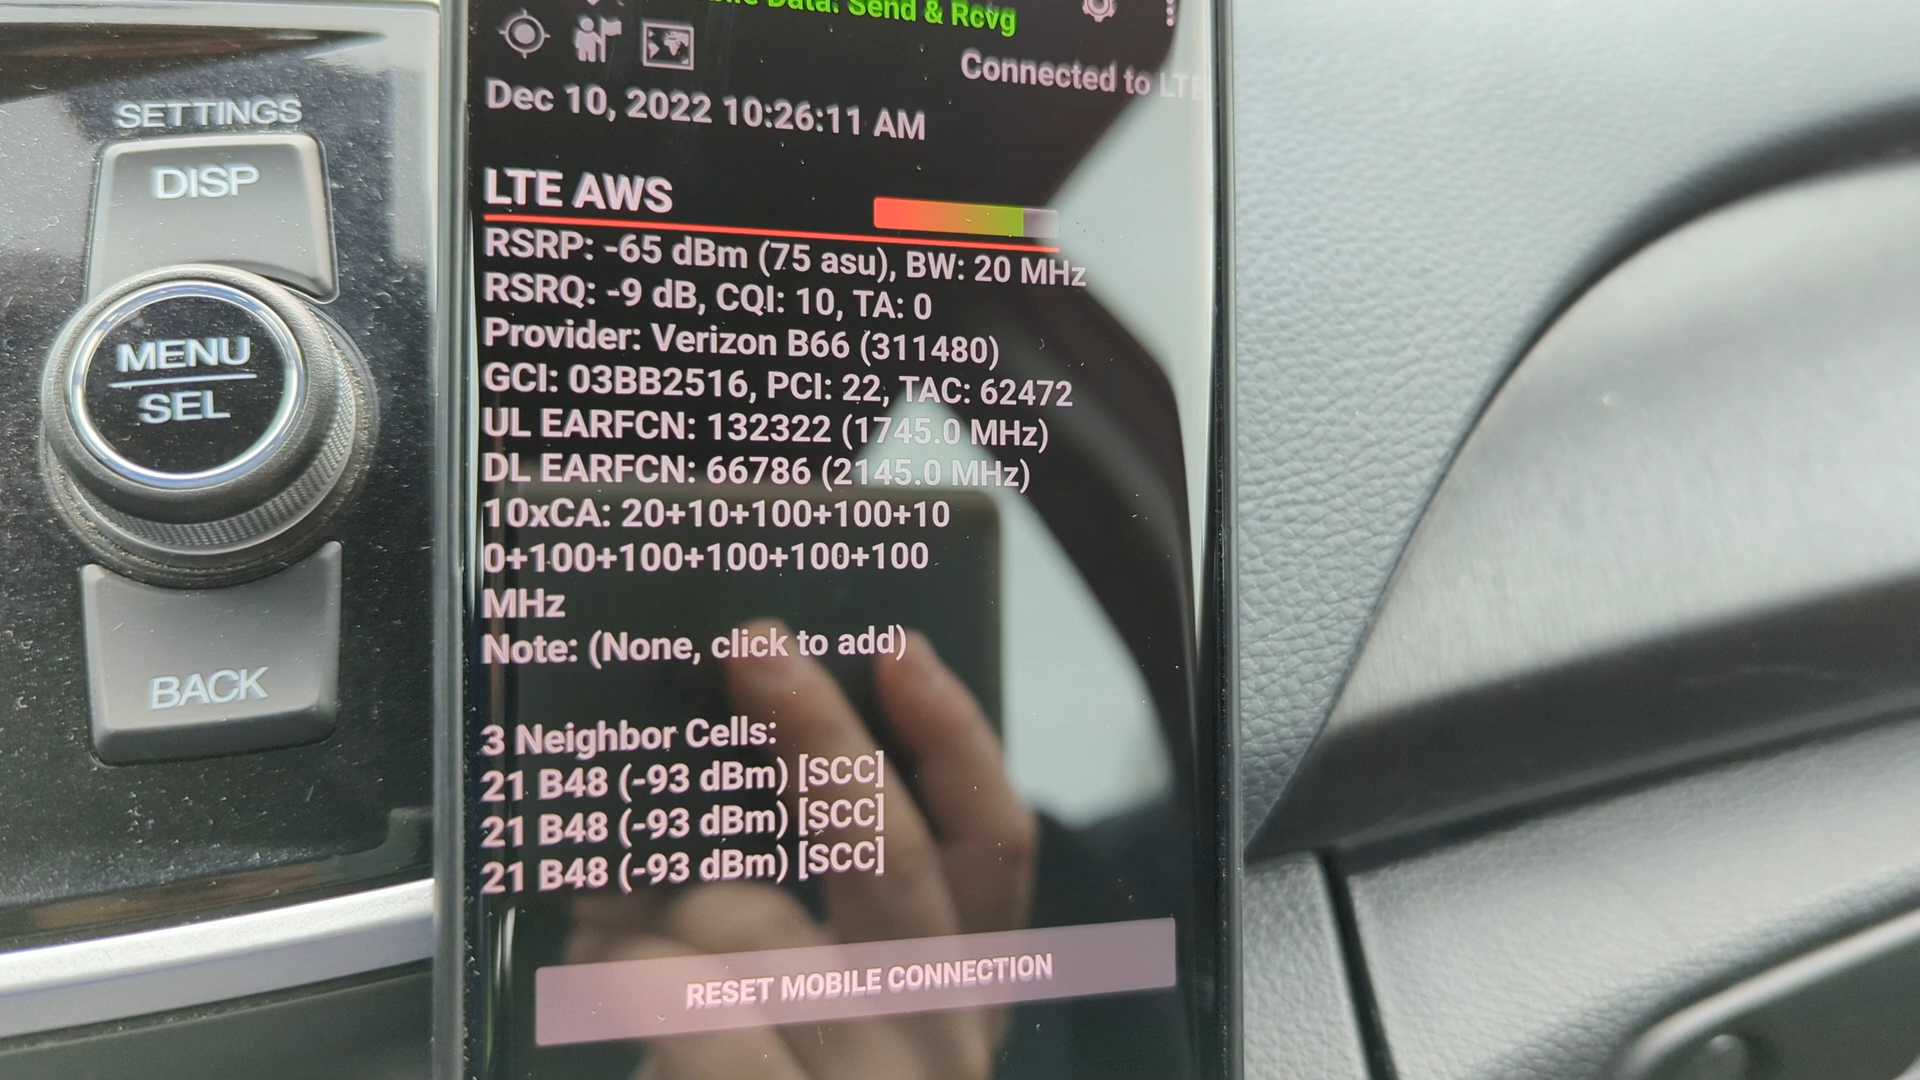 SETTINGS
DISP
MENU
SEL
BACK
Data: Send & Rcvg
Connected to LTE
Dec 10, 2022 10:26:11 AM
LTE AWS
RSRP: -65 dBm (75 asu), BW: 20 MHz
RSRQ: -9 dB, CQI: 10, TA: 0
Provider: Verizon B66 (311480)
GCI: 03BB2516, PCI: 22, TAC: 62472
UL EARFCN: 132322 (1745.0 MHz)
DL EARFCN: 66786 (2145.0 MHz)
10xCA: 20+10+100+100+10
0+100+100+100+100+100
MHz
Note: (None, click to add)
3 Neighbor Cells:
21 B48 (-93 dBm) [SCC]
21 B48 (-93 dBm) [SCC]
21 B48 (-93 dBm) [SCC]
RESET MOBILE CONNECTION